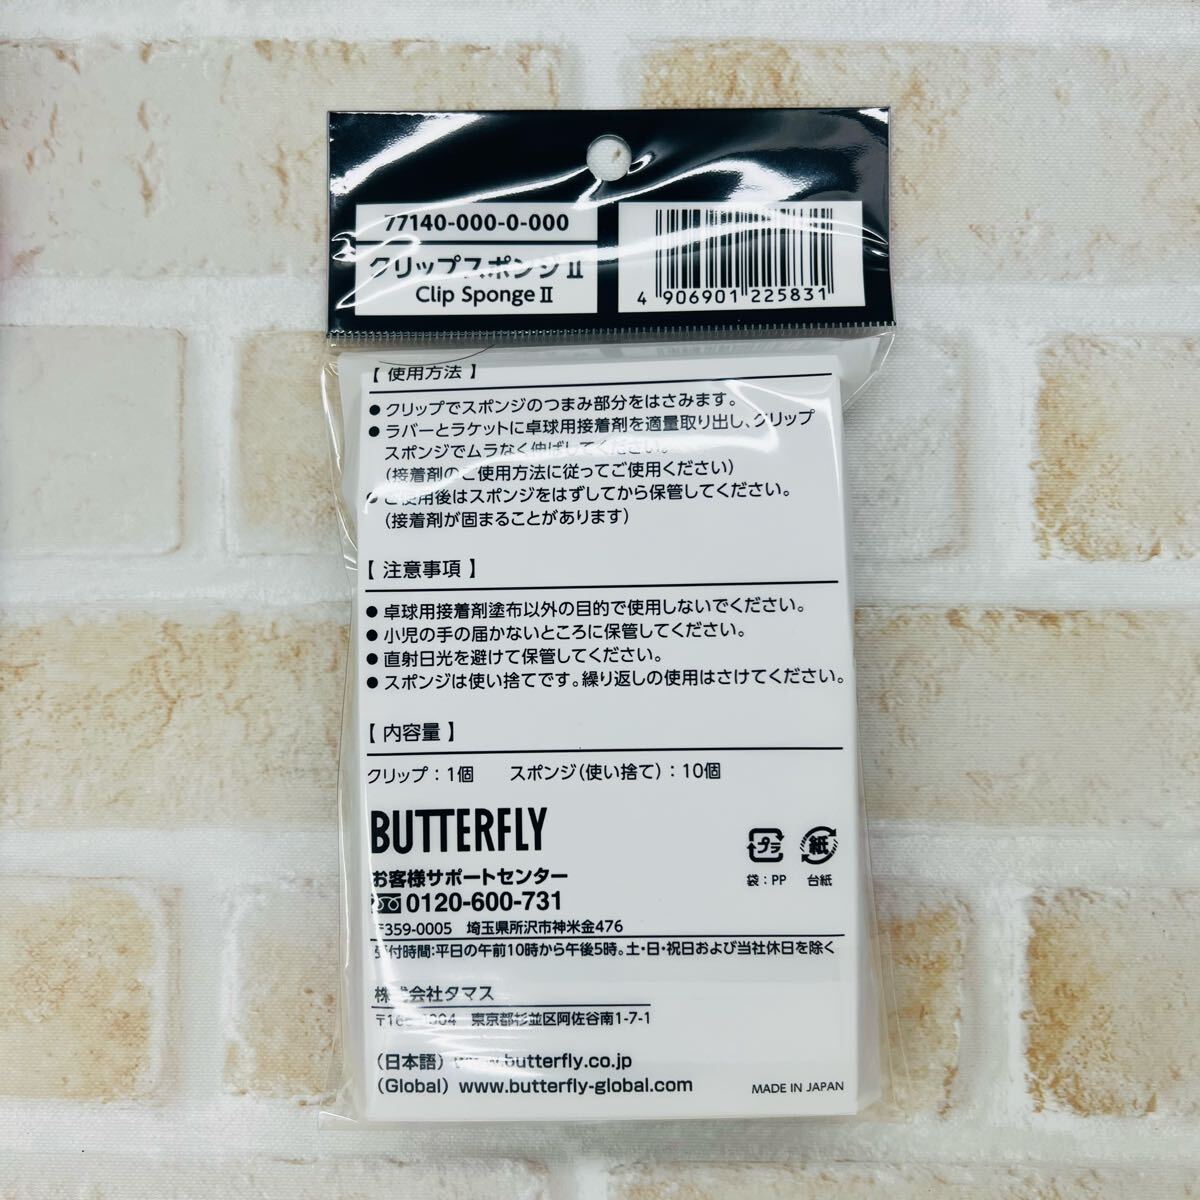 77140-000-0-000
クリップスポンジⅡ
Clip SpongeⅡ
4 906901 225831
【 使用方法 】
● クリップでスポンジのつまみ部分をはさみます。
● ラバーとラケットに卓球用接着剤を適量取り出し、クリップ
スポンジでムラなく伸ばしてください。
（接着剤のご使用方法に従ってご使用ください）
● ご使用後はスポンジをはずしてから保管してください。
（接着剤が固まることがあります）
【 注意事項 】
● 卓球用接着剤塗布以外の目的で使用しないでください。
● 小児の手の届かないところに保管してください。
● 直射日光を避けて保管してください。
● スポンジは使い捨てです。繰り返しの使用はさけてください。
【 内容量 】
クリップ：1個　スポンジ（使い捨て）：10個
BUTTERFLY
プラ 紙
袋：PP 台紙
お客様サポートセンター
0120-600-731
〒359-0005 埼玉県所沢市神米金476
受付時間：平日の午前10時から午後5時。土・日・祝日および当社休日を除く
株式会社タマス
東京都杉並区阿佐谷南1-7-1
（日本語）www.butterfly.co.jp
（Global）www.butterfly-global.com
MADE IN JAPAN